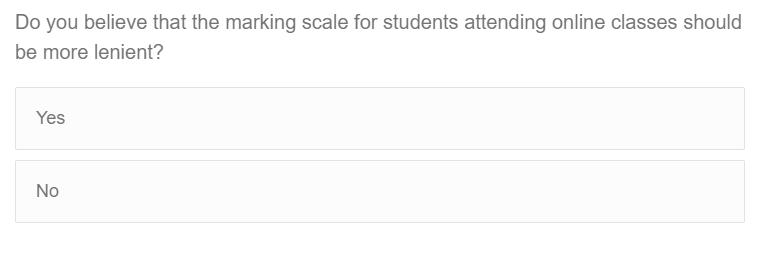 Do you believe that the marking scale for students attending online classes should
be more lenient?
Yes
No